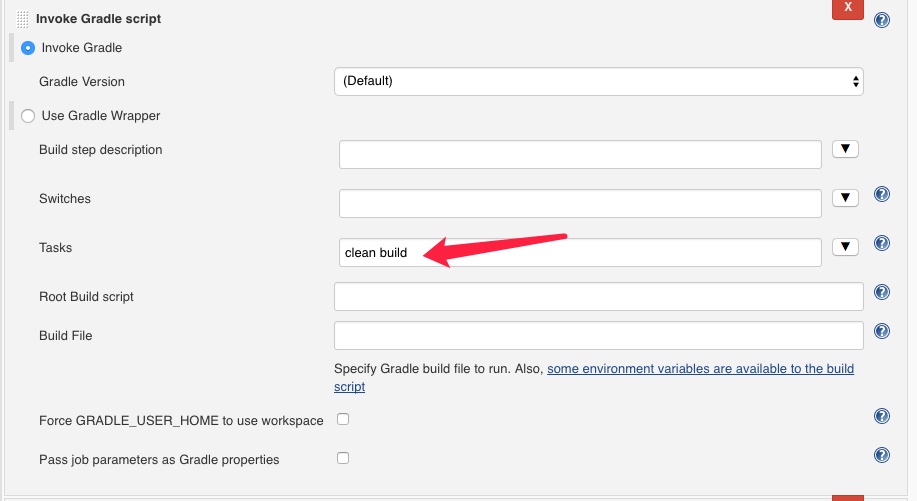 Invoke Gradle script
X
?
Invoke Gradle
Gradle Version
(Default)
Use Gradle Wrapper
Build step description
Switches
?
Tasks
clean build
?
Root Build script
?
Build File
?
Specify Gradle build file to run. Also, some environment variables are available to the build
script
Force GRADLE_USER_HOME to use workspace
?
Pass job parameters as Gradle properties
?